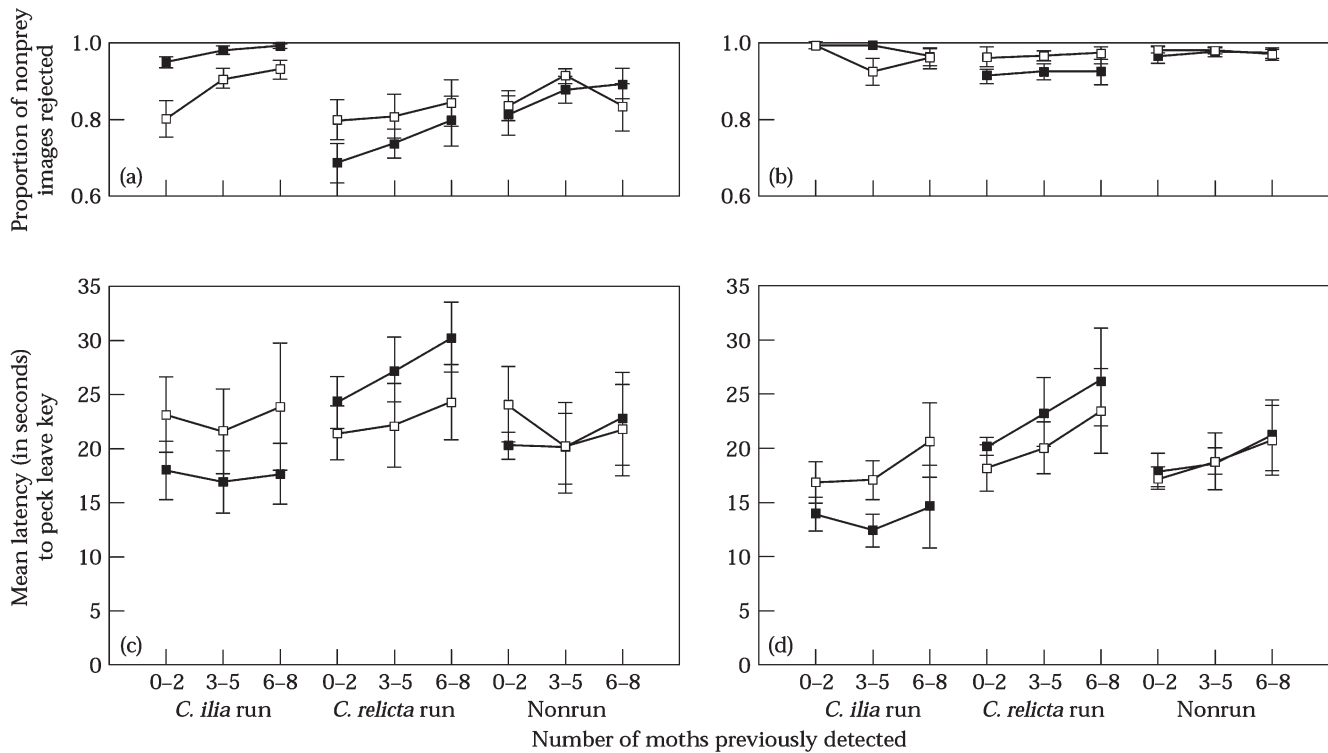 Proportion of nonprey
images rejected
1.0
0.8
0.6
(a)
1.0
0.8
0.6
(b)
Mean latency (in seconds)
to peck leave key
35
30
25
20
15
10
5
0
(c)
35
30
25
20
15
10
5
0
(d)
0–2 3–5 6–8 0–2 3–5 6–8 0–2 3–5 6–8
C. ilia run C. relicta run Nonrun
0–2 3–5 6–8 0–2 3–5 6–8 0–2 3–5 6–8
C. ilia run C. relicta run Nonrun
Number of moths previously detected